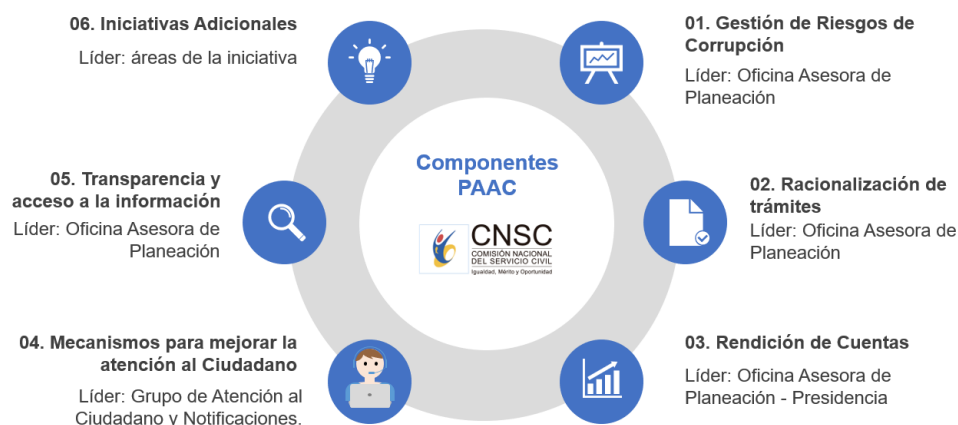 06. Iniciativas Adicionales
Líder: áreas de la iniciativa
01. Gestión de Riesgos de
Corrupción
Líder: Oficina Asesora de
Planeación
Componentes
PAAC
CNSC
COMISIÓN NACIONAL
DEL SERVICIO CIVIL
Igualdad, Mérito y Oportunidad
05. Transparencia y
acceso a la información
Líder: Oficina Asesora de
Planeación
02. Racionalización de
trámites
Líder: Oficina Asesora de
Planeación
04. Mecanismos para mejorar la
atención al Ciudadano
Líder: Grupo de Atención al
Ciudadano y Notificaciones.
03. Rendición de Cuentas
Líder: Oficina Asesora de
Planeación - Presidencia